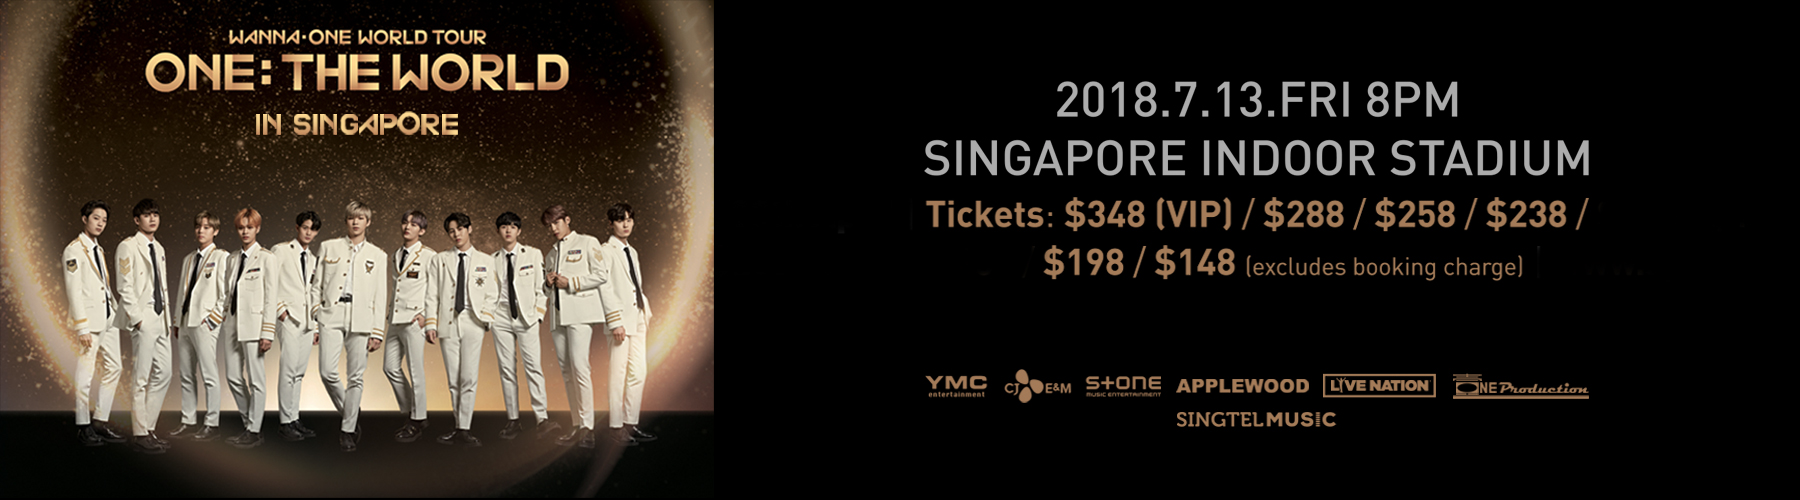 WANNA·ONE WORLD TOUR
ONE: THE WORLD
IN SINGAPORE
2018.7.13.FRI 8PM
SINGAPORE INDOOR STADIUM
Tickets: $348 (VIP) / $288 / $258 / $238 /
$198 / $148 (excludes booking charge)
YMC entertainment CJ E&M STONE MUSIC ENTERTAINMENT APPLEWOOD LIVE NATION ONE Production
SINGTEL MUSIC